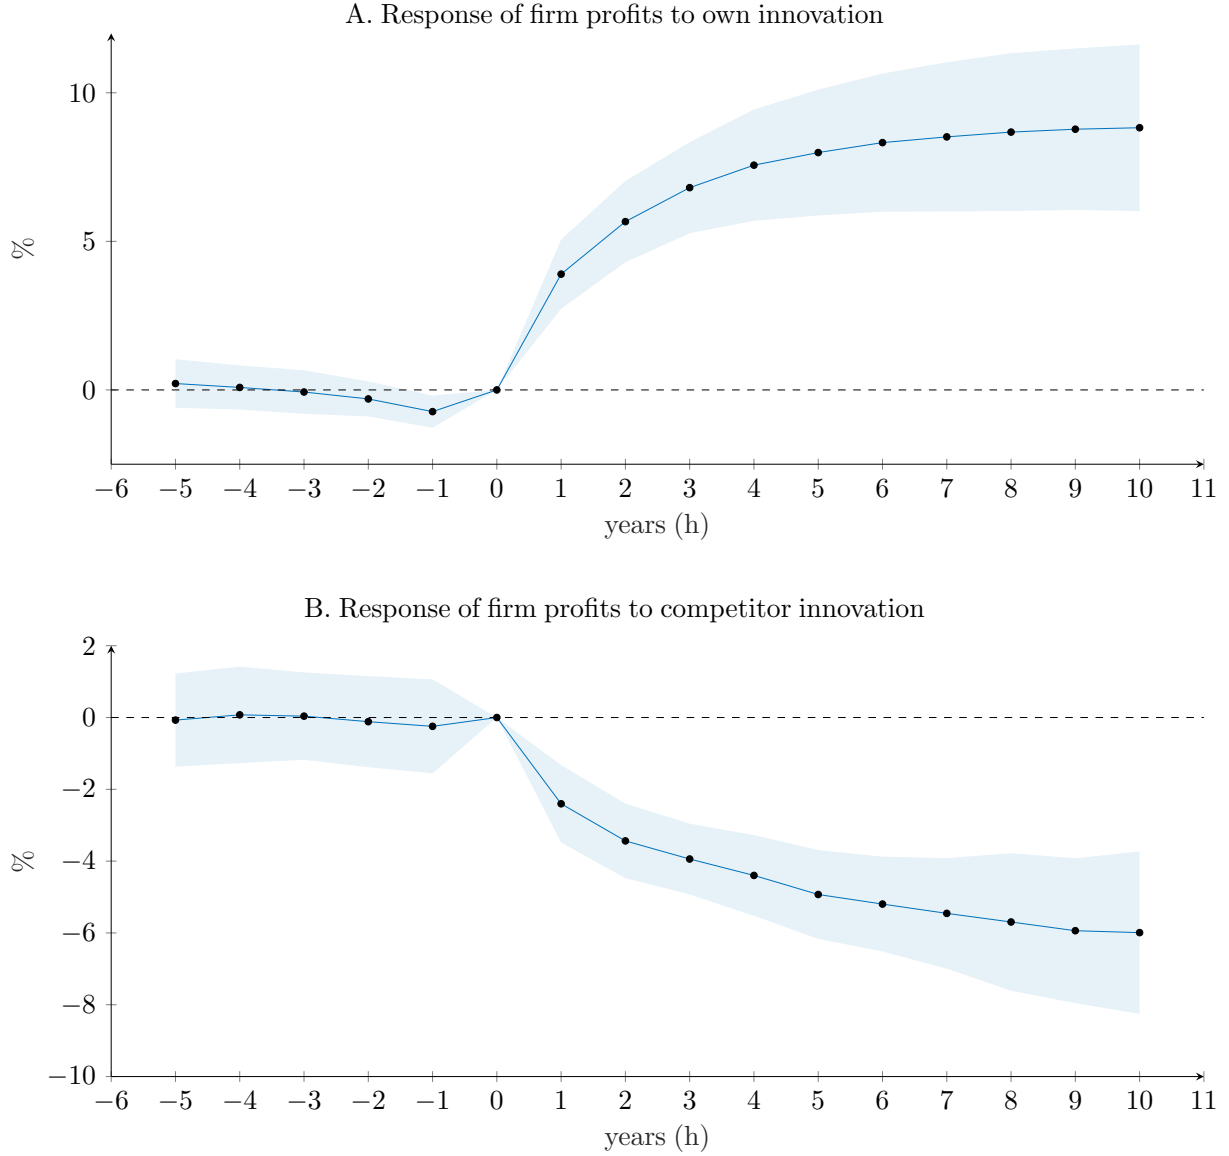 A. Response of firm profits to own innovation
10
5
0
%
−6 −5 −4 −3 −2 −1 0 1 2 3 4 5 6 7 8 9 10 11
years (h)
B. Response of firm profits to competitor innovation
2
0
−2
−4
%
−6
−8
−10
−6 −5 −4 −3 −2 −1 0 1 2 3 4 5 6 7 8 9 10 11
years (h)